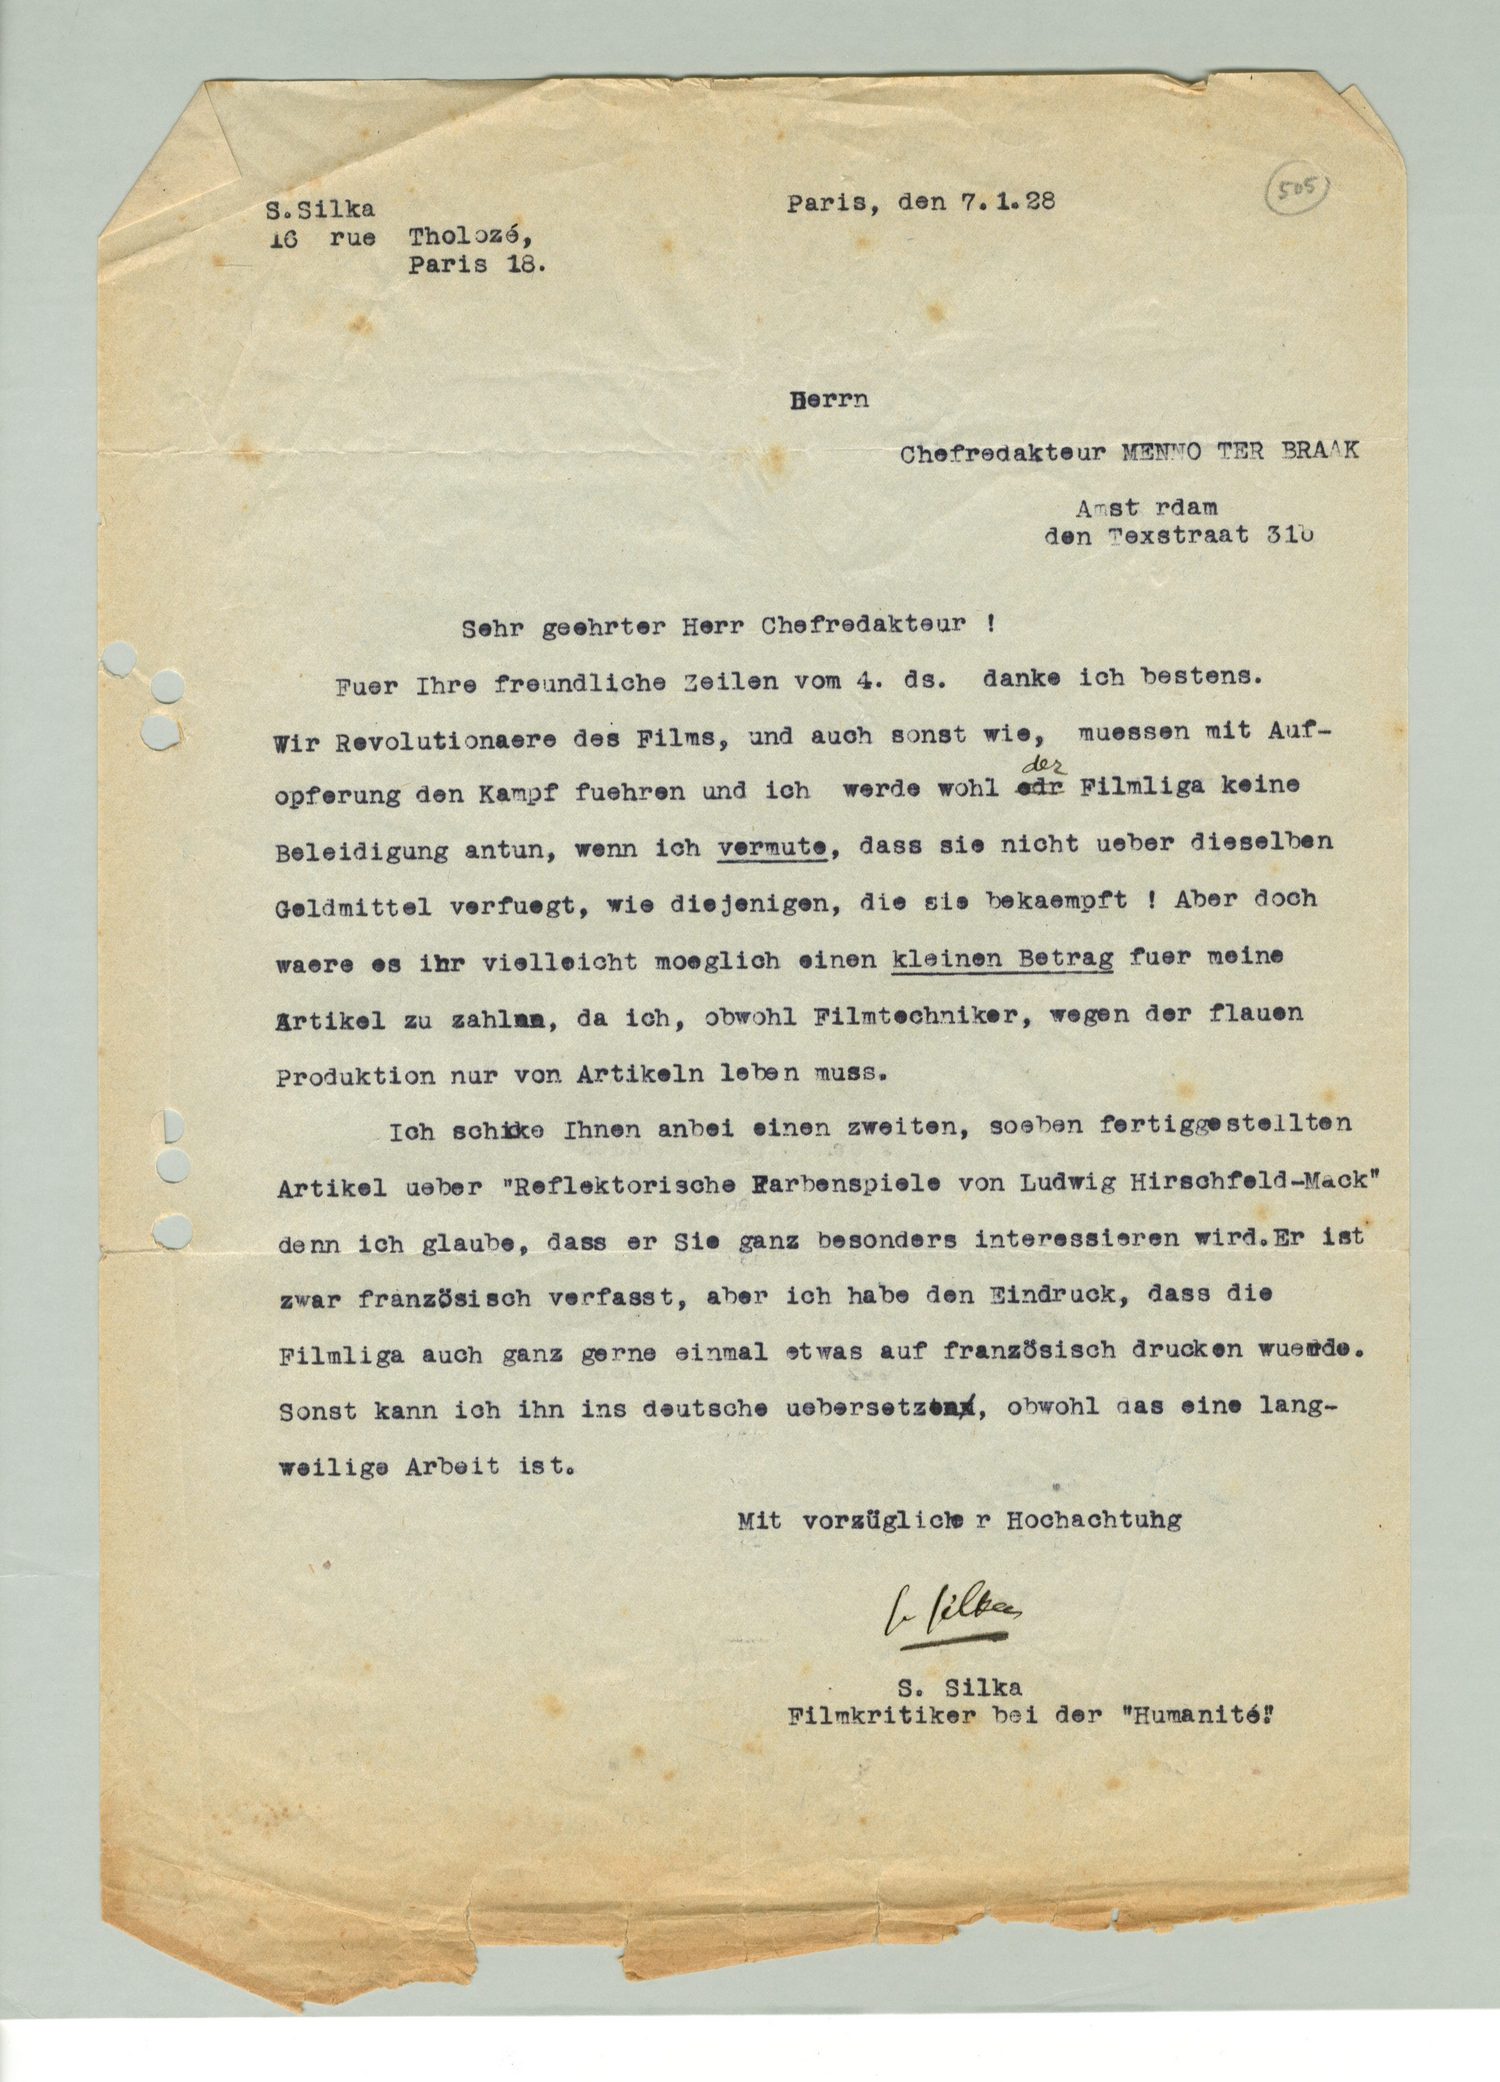 505
S.Silka
16 rue Tholozé,
Paris 18.
Paris, den 7.1.28
Herrn
Chefredakteur MENNO TER BRAAK
Amst rdam
den Texstraat 31b
Sehr geehrter Herr Chefredakteur !
Fuer Ihre freundliche Zeilen vom 4. ds. danke ich bestens.
Wir Revolutionaere des Films, und auch sonst wie, muessen mit Auf-
der
opferung den Kampf fuehren und ich werde wohl edr Filmliga keine
Beleidigung antun, wenn ich vermute, dass sie nicht ueber dieselben
Geldmittel verfuegt, wie diejenigen, die sie bekaempft ! Aber doch
waere es ihr vielleicht moeglich einen kleinen Betrag fuer meine
Artikel zu zahlen, da ich, obwohl Filmtechniker, wegen der flauen
Produktion nur von Artikeln leben muss.
Ich schike Ihnen anbei einen zweiten, soeben fertiggestellten
Artikel ueber "Reflektorische Farbenspiele von Ludwig Hirschfeld-Mack"
denn ich glaube, dass er Sie ganz besonders interessieren wird.Er ist
zwar französisch verfasst, aber ich habe den Eindruck, dass die
Filmliga auch ganz gerne einmal etwas auf französisch drucken wuerde.
Sonst kann ich ihn ins deutsche uebersetzen, obwohl das eine lang-
weilige Arbeit ist.
Mit vorzüglicher Hochachtung
S. Silka
S. Silka
Filmkritiker bei der "Humanité"